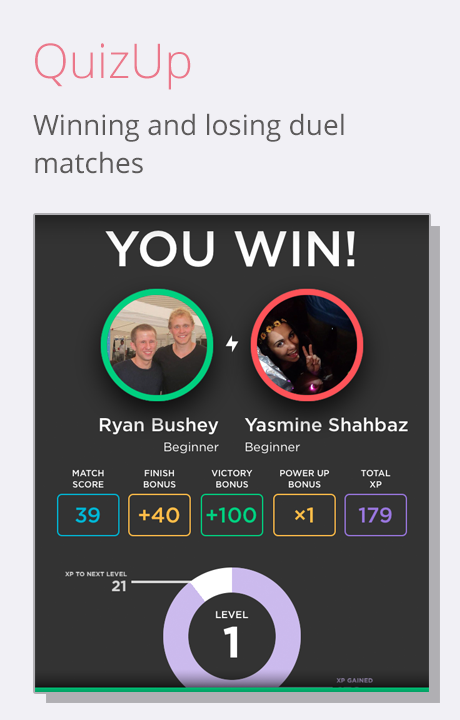 QuizUp
Winning and losing duel
matches
YOU WIN!
Ryan Bushey
Beginner
Yasmine Shahbaz
Beginner
MATCH
SCORE
39
FINISH
BONUS
+40
VICTORY
BONUS
+100
POWER UP
BONUS
×1
TOTAL
XP
179
XP TO NEXT LEVEL
21
LEVEL
1
XP GAINED